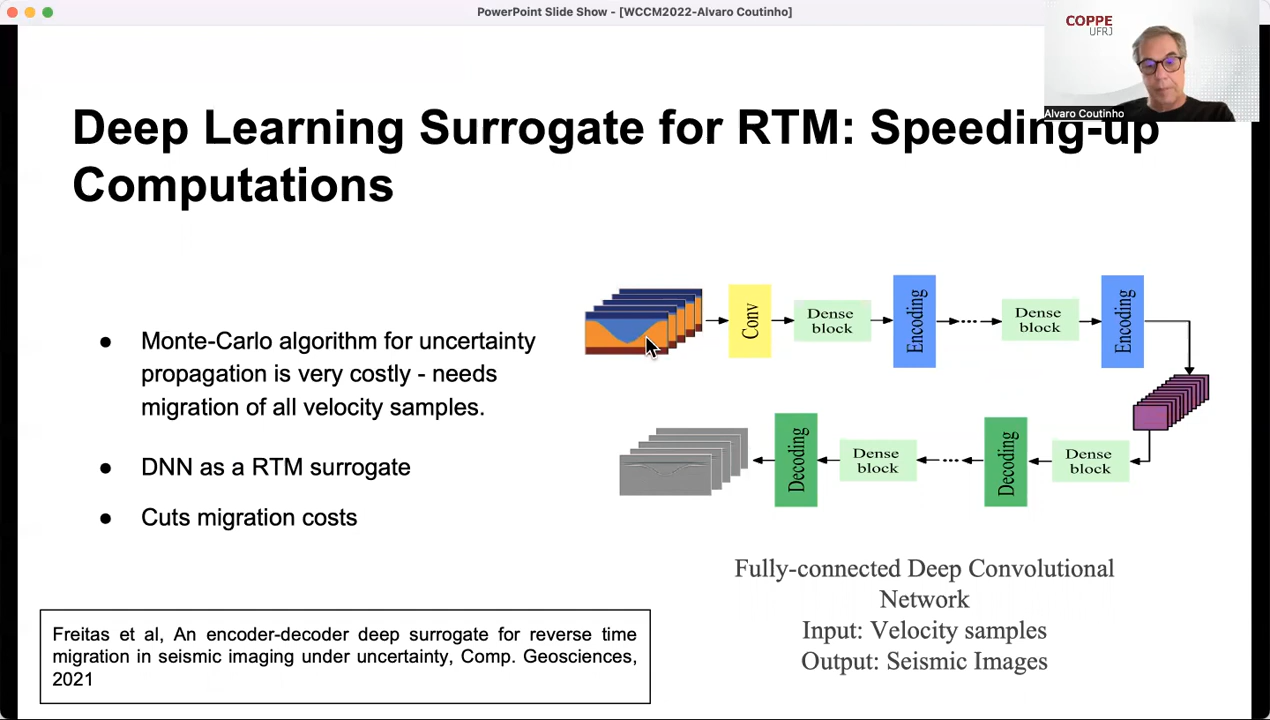 PowerPoint Slide Show - [WCCM2022-Alvaro Coutinho]
COPPE
UFRJ
Alvaro Coutinho
Deep Learning Surrogate for RTM: Speeding-up
Computations
● Monte-Carlo algorithm for uncertainty
propagation is very costly - needs
migration of all velocity samples.
● DNN as a RTM surrogate
● Cuts migration costs
Conv
Dense
block
Encoding
Dense
block
Encoding
Decoding
Dense
block
Decoding
Dense
block
Fully-connected Deep Convolutional
Network
Input: Velocity samples
Output: Seismic Images
Freitas et al, An encoder-decoder deep surrogate for reverse time
migration in seismic imaging under uncertainty, Comp. Geosciences,
2021